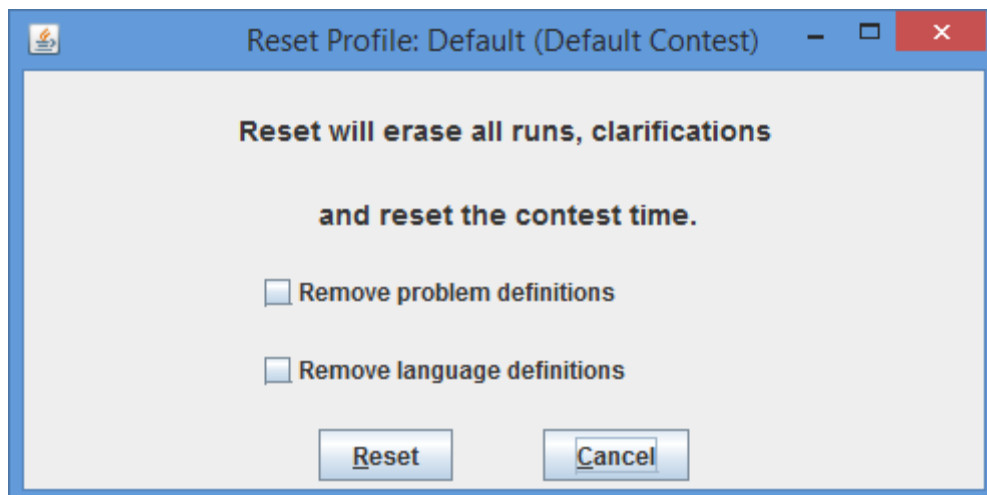 Reset Profile: Default (Default Contest)
Reset will erase all runs, clarifications
and reset the contest time.
Remove problem definitions
Remove language definitions
Reset
Cancel